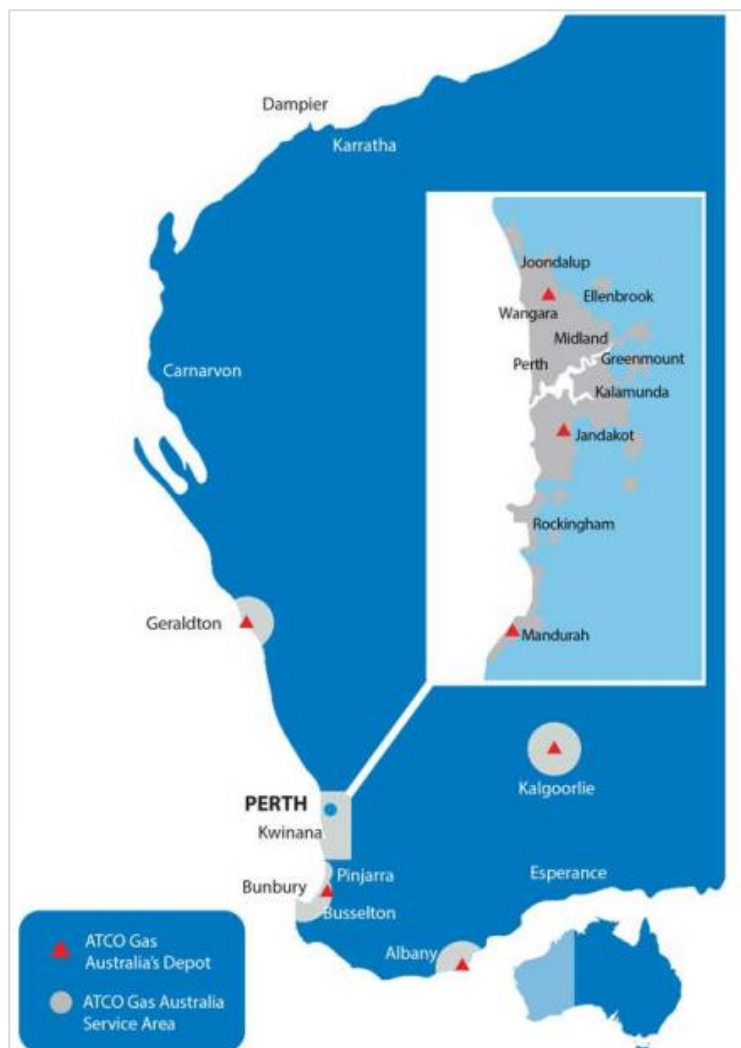 Dampier
Karratha
Joondalup
Ellenbrook
Wangara
Midland
Greenmount
Perth
Carnarvon
Kalamunda
Jandakot
Rockingham
Geraldton
Mandurah
Kalgoorlie
PERTH
Kwinana
Pinjarra
Esperance
Bunbury
Busselton
Albany
ATCO Gas
Australia's Depot
ATCO Gas Australia
Service Area